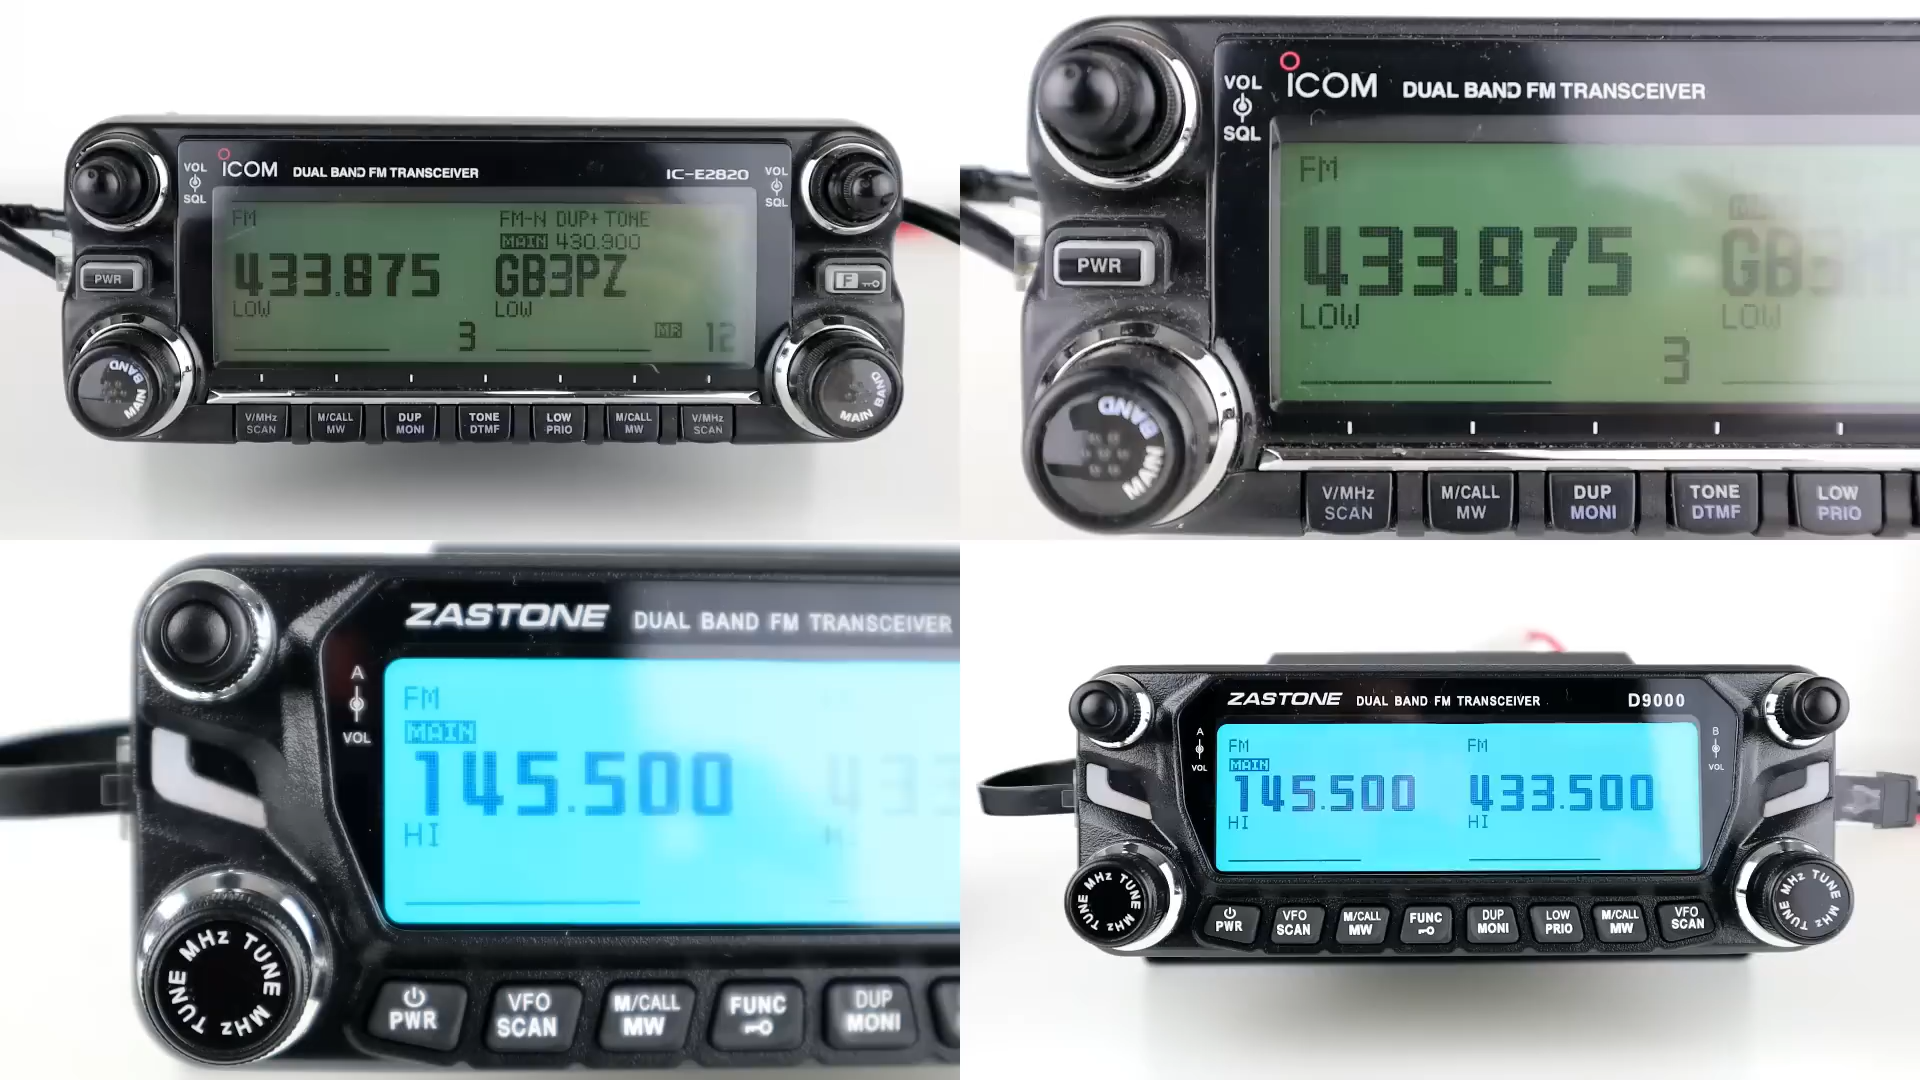 VOL
SQL
ICOM DUAL BAND FM TRANSCEIVER IC-E2820
VOL
SQL
FM
FM-N DUP+ TONE
MAIN 430.900
433.875 GB3PZ
LOW LOW
3 MR 12
PWR
F
MAIN BAND
MAIN BAND
V/MHz SCAN
M/CALL MW
DUP MONI
TONE DTMF
LOW PRIO
M/CALL MW
V/MHz SCAN
VOL
SQL
ICOM DUAL BAND FM TRANSCEIVER
FM
433.875
LOW LOW
3
PWR
MAIN BAND
V/MHz SCAN
M/CALL MW
DUP MONI
TONE DTMF
LOW PRIO
ZASTONE DUAL BAND FM TRANSCEIVER
A
VOL
FM
MAIN
145.500 433
HI
TUNE MHz TUNE MHz
PWR
VFO SCAN
M/CALL MW
FUNC
DUP MONI
ZASTONE DUAL BAND FM TRANSCEIVER D9000
A
VOL
B
VOL
FM FM
MAIN
145.500 433.500
HI HI
TUNE MHz TUNE MHz
TUNE MHz TUNE MHz
PWR
VFO SCAN
M/CALL MW
FUNC
DUP MONI
LOW PRIO
M/CALL MW
VFO SCAN